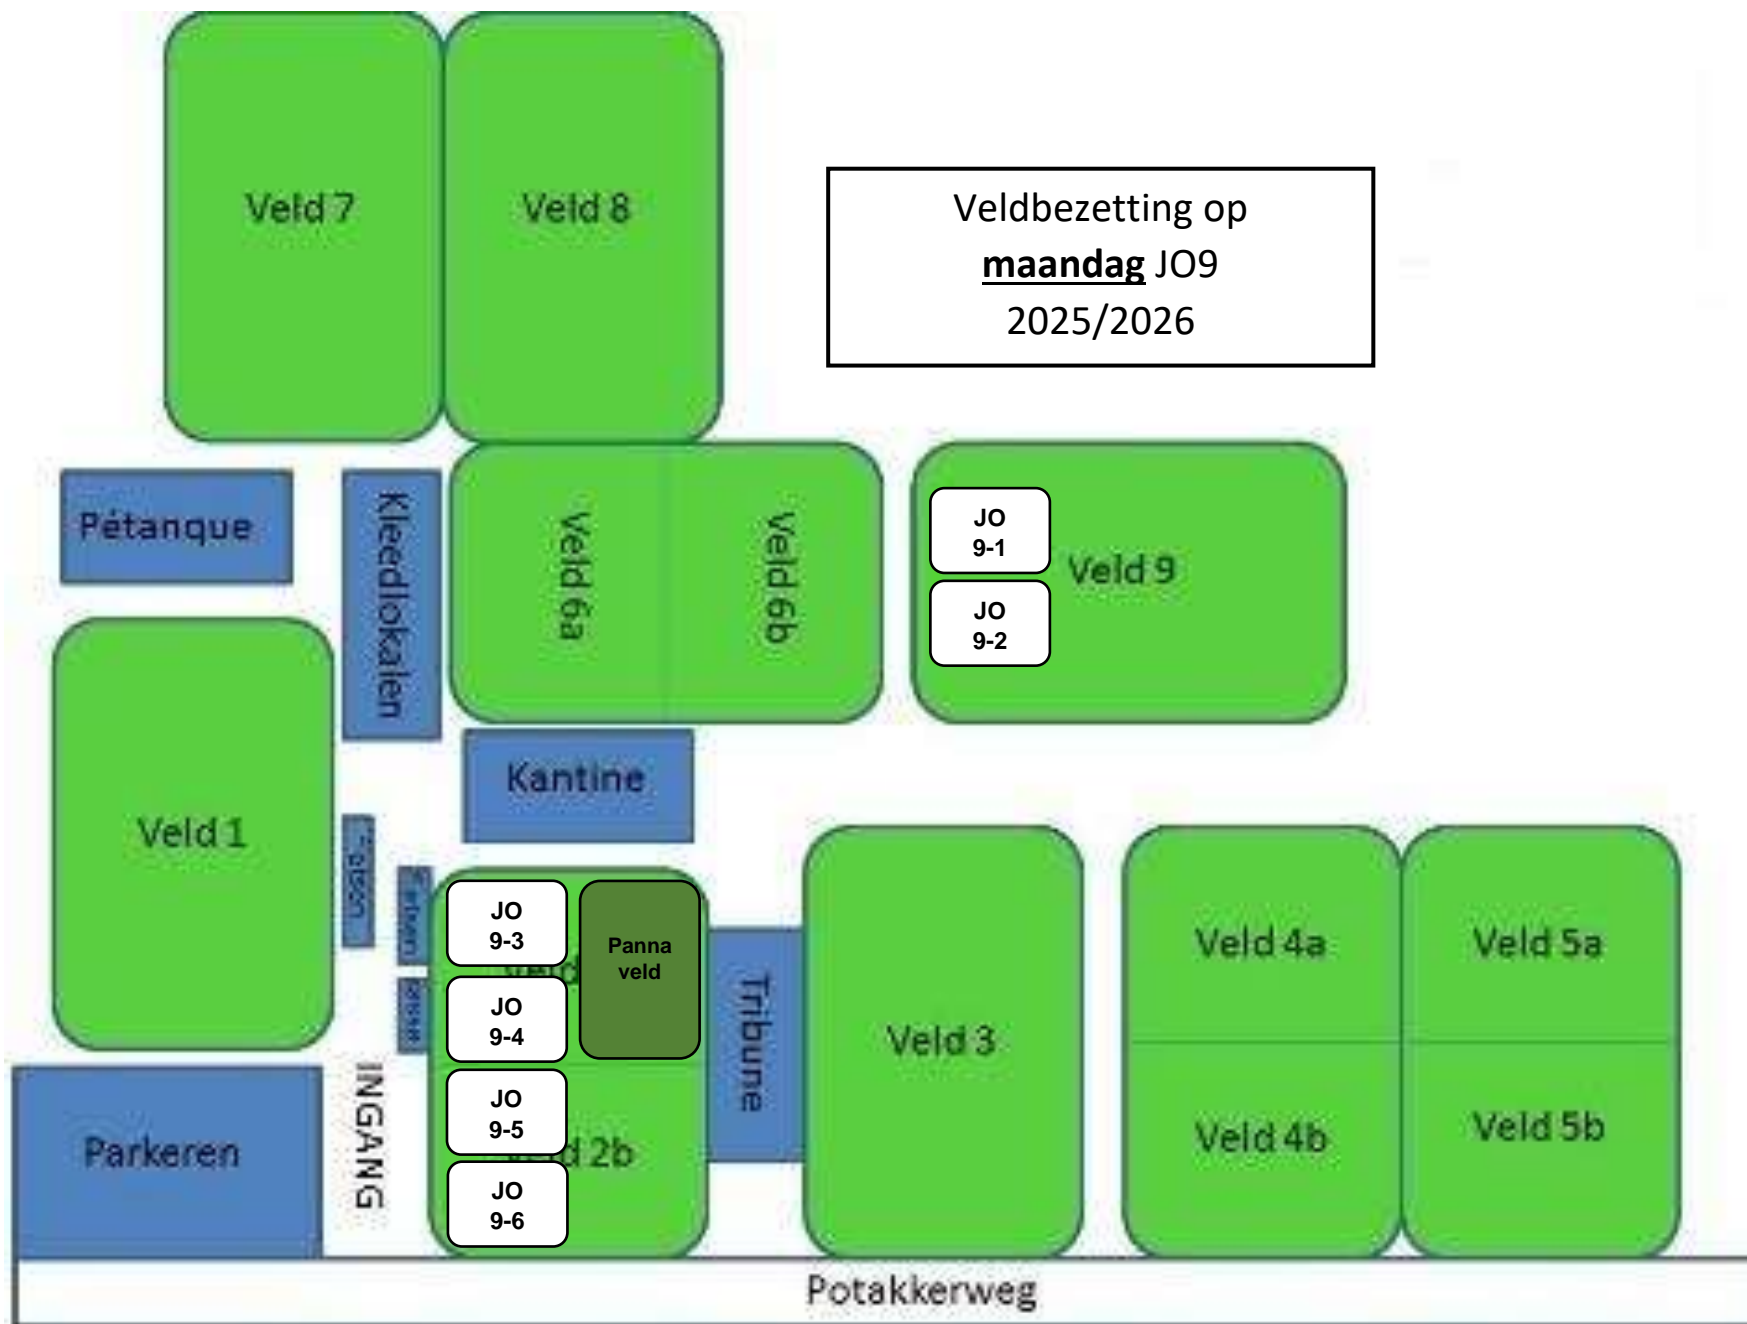 Veld 7
Veld 8
Veldbezetting op
maandag JO9
2025/2026
Pétanque
Kleedlokalen
Veld 6a
Veld 6b
JO
9-1
JO
9-2
Veld 9
Kantine
Veld 1
JO
9-3
Panna
veld
JO
9-4
JO
9-5
2b
JO
9-6
Tribune
Veld 3
Veld 4a
Veld 5a
Veld 4b
Veld 5b
Parkeren
INGANG
Potakkerweg